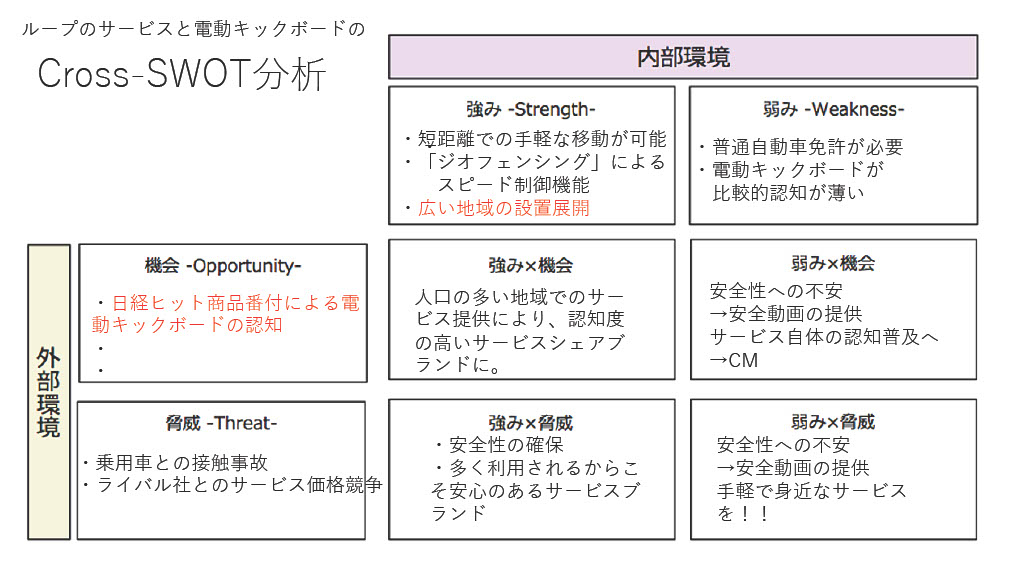 ループのサービスと電動キックボードの
Cross-SWOT分析
内部環境
強み -Strength-
・短距離での手軽な移動が可能
・「ジオフェンシング」による
スピード制御機能
・広い地域の設置展開
弱み -Weakness-
・普通自動車免許が必要
・電動キックボードが
比較的認知が薄い
外部環境
機会 -Opportunity-
・日経ヒット商品番付による電
動キックボードの認知
・
・
強み×機会
人口の多い地域でのサー
ビス提供により、認知度
の高いサービスシェアブ
ランドに。
弱み×機会
安全性への不安
→安全動画の提供
サービス自体の認知普及へ
→CM
脅威 -Threat-
・乗用車との接触事故
・ライバル社とのサービス価格競争
強み×脅威
・安全性の確保
・多く利用されるからこ
そ安心のあるサービスブ
ランド
弱み×脅威
安全性への不安
→安全動画の提供
手軽で身近なサービス
を！！